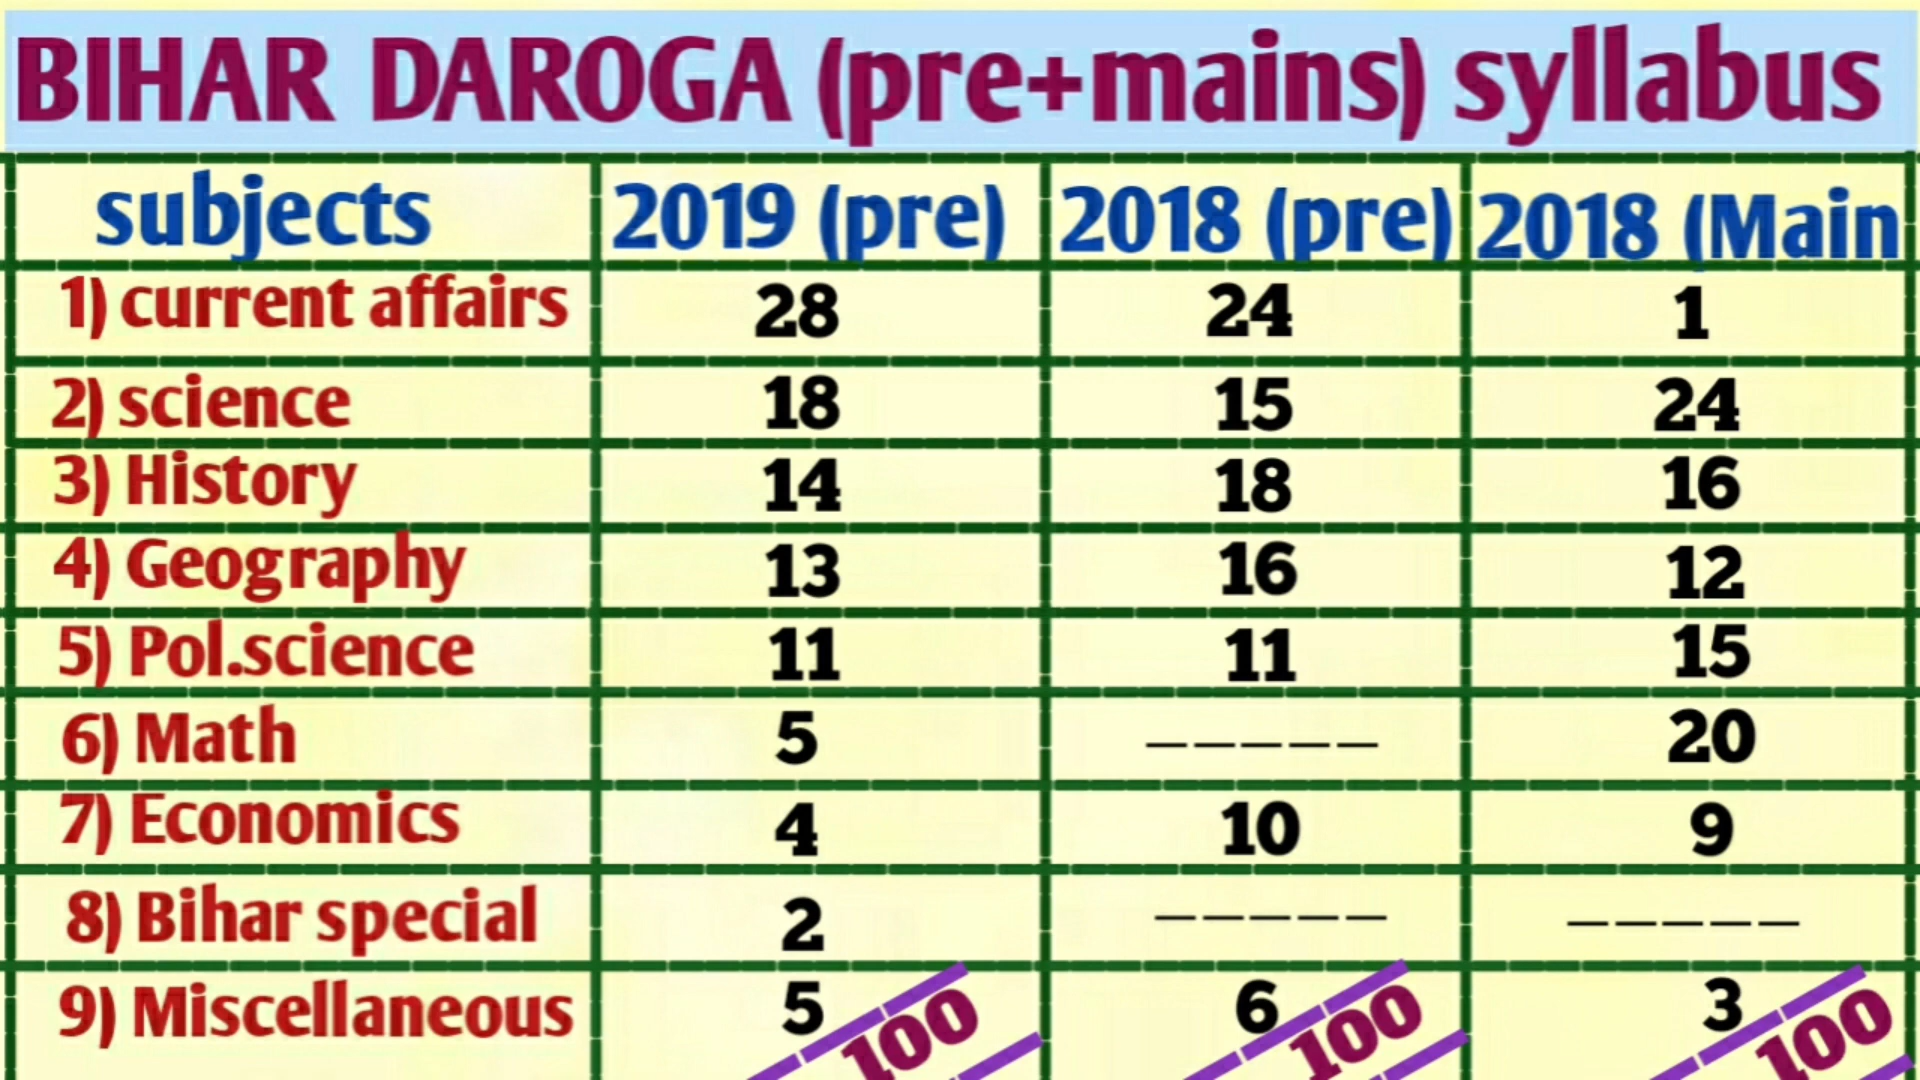 BIHAR DAROGA (pre+mains) syllabus
subjects 2019 (pre) 2018 (pre) 2018 (Main
1) current affairs 28 24 1
2) science 18 15 24
3) History 14 18 16
4) Geography 13 16 12
5) Pol.science 11 11 15
6) Math 5 ----- 20
7) Economics 4 10 9
8) Bihar special 2 ----- -----
9) Miscellaneous 5 6 3
100 100 100